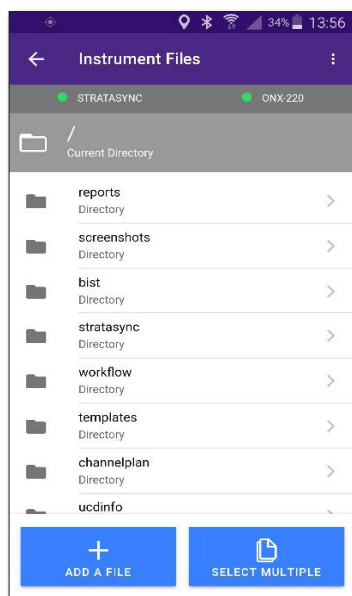 34% 13:56
Instrument Files
STRATASYNC ONX-220
/
Current Directory
reports
Directory
screenshots
Directory
bist
Directory
stratasync
Directory
workflow
Directory
templates
Directory
channelplan
Directory
ucdinfo
ADD A FILE SELECT MULTIPLE